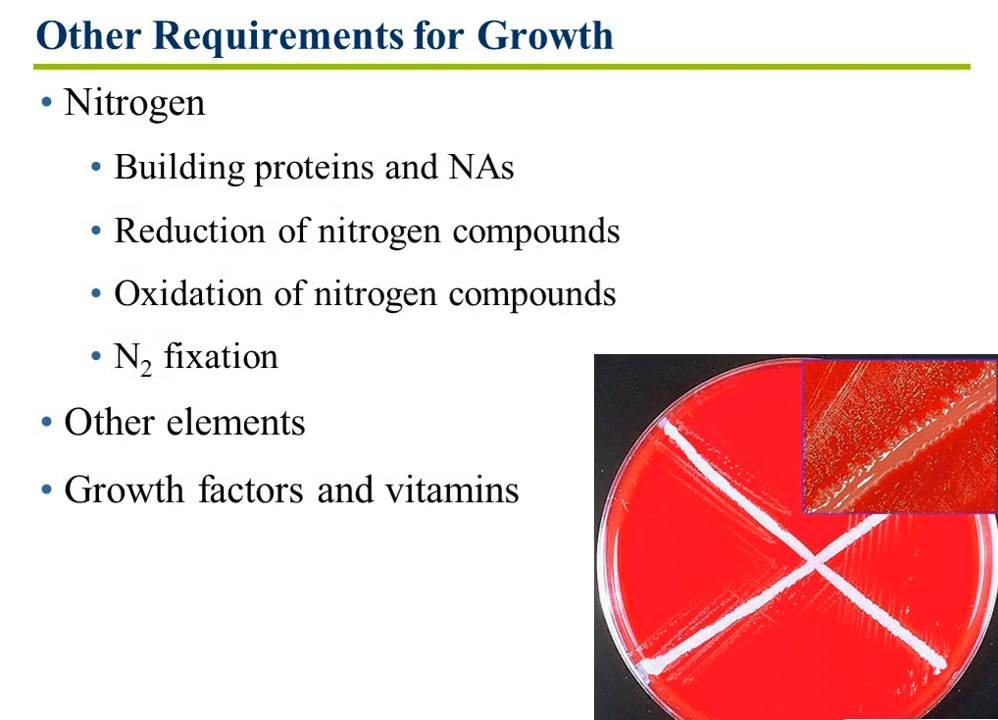 Other Requirements for Growth
• Nitrogen
• Building proteins and NAs
• Reduction of nitrogen compounds
• Oxidation of nitrogen compounds
• N₂ fixation
• Other elements
• Growth factors and vitamins